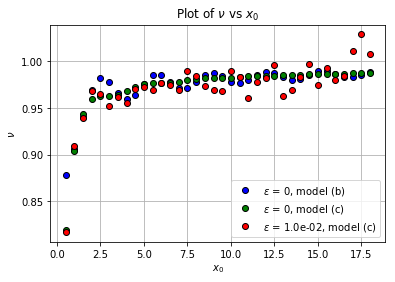 Plot of ν vs x₀
1.00
0.95
0.90
0.85
ν
ε = 0, model (b)
ε = 0, model (c)
ε = 1.0e-02, model (c)
0.0 2.5 5.0 7.5 10.0 12.5 15.0 17.5
x₀